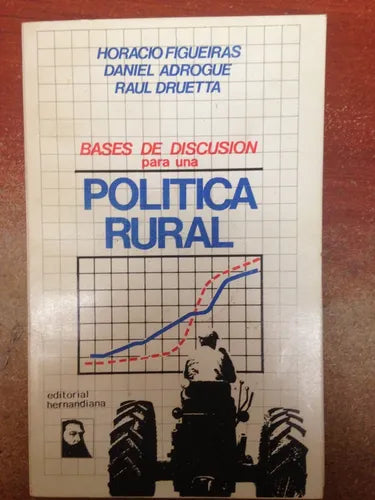 HORACIO FIGUEIRAS
DANIEL ADROGUE
RAUL DRUETTA
BASES DE DISCUSION
para una
POLITICA
RURAL
editorial
hernandiana